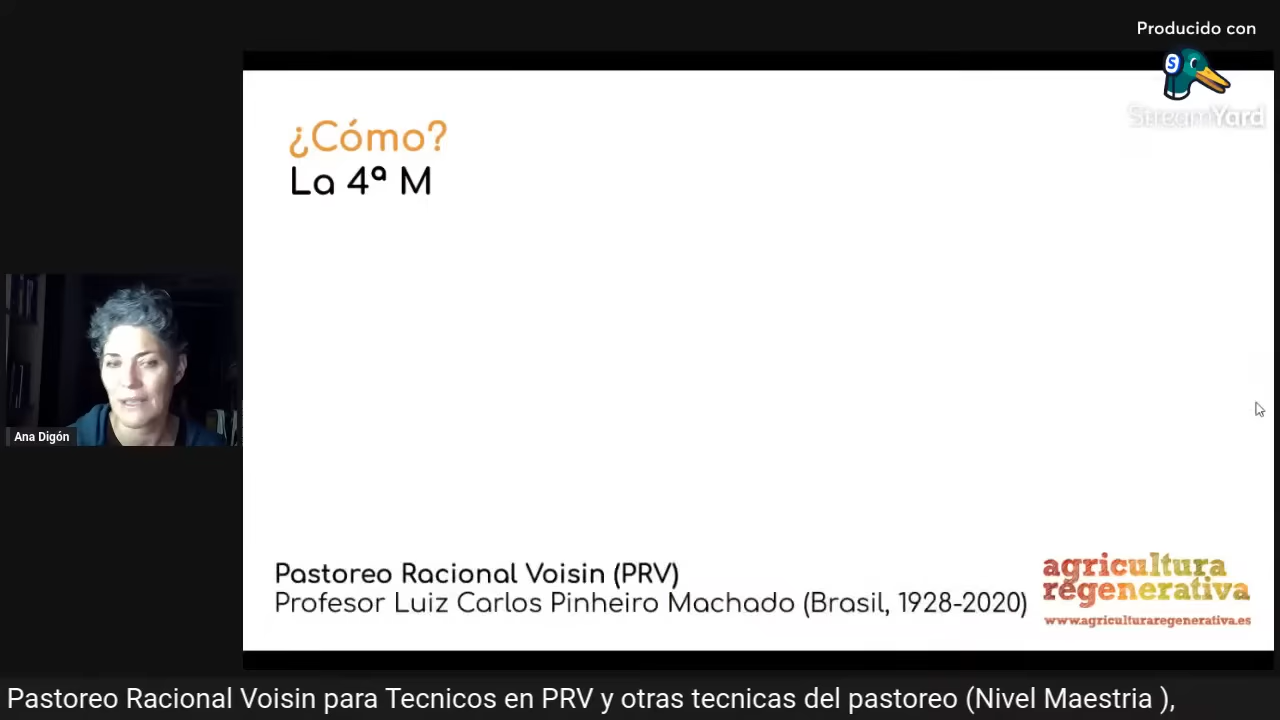 Producido con
S
StreamYard
¿Cómo?
La 4ª M
Ana Digón
Pastoreo Racional Voisin (PRV)
Profesor Luiz Carlos Pinheiro Machado (Brasil, 1928-2020)
agricultura
regenerativa
www.agriculturaregenerativa.es
Pastoreo Racional Voisin para Tecnicos en PRV y otras tecnicas del pastoreo (Nivel Maestria ),